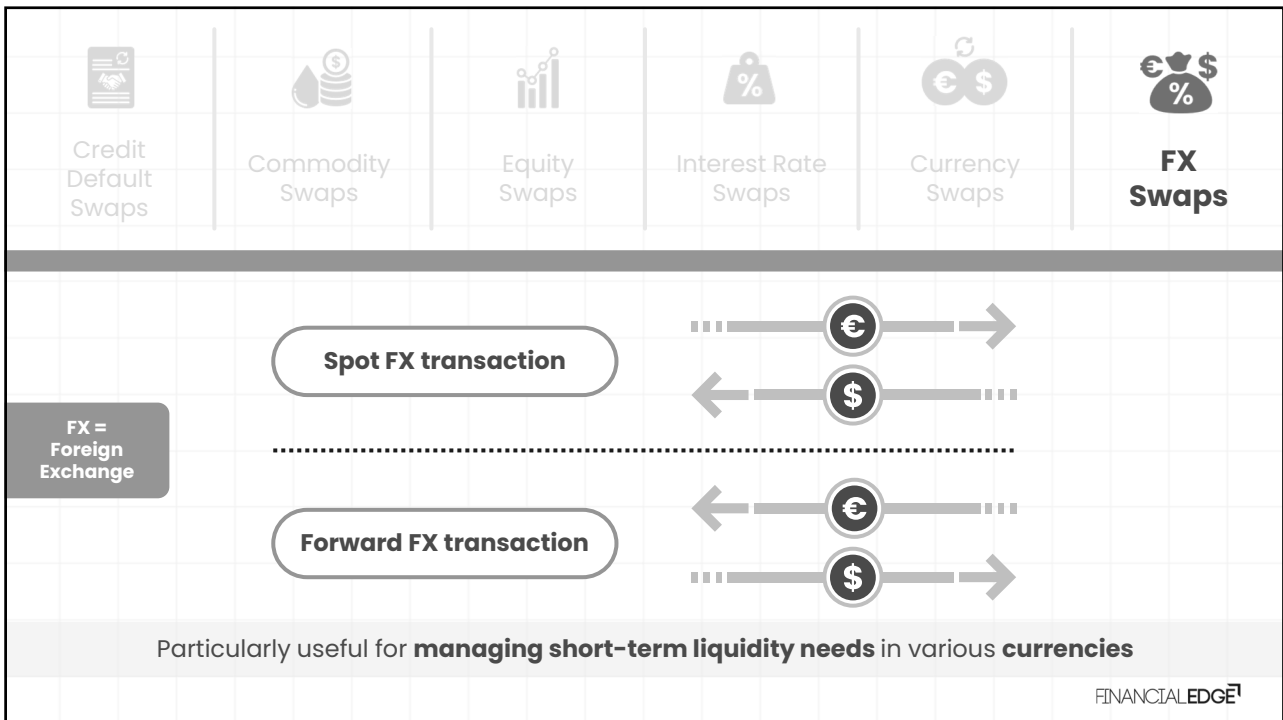 Credit
Default
Swaps
Commodity
Swaps
Equity
Swaps
Interest Rate
Swaps
Currency
Swaps
FX
Swaps
$
%
€ $
€ $
%
Spot FX transaction
€
$
FX =
Foreign
Exchange
Forward FX transaction
€
$
Particularly useful for managing short-term liquidity needs in various currencies
FINANCIALEDGE